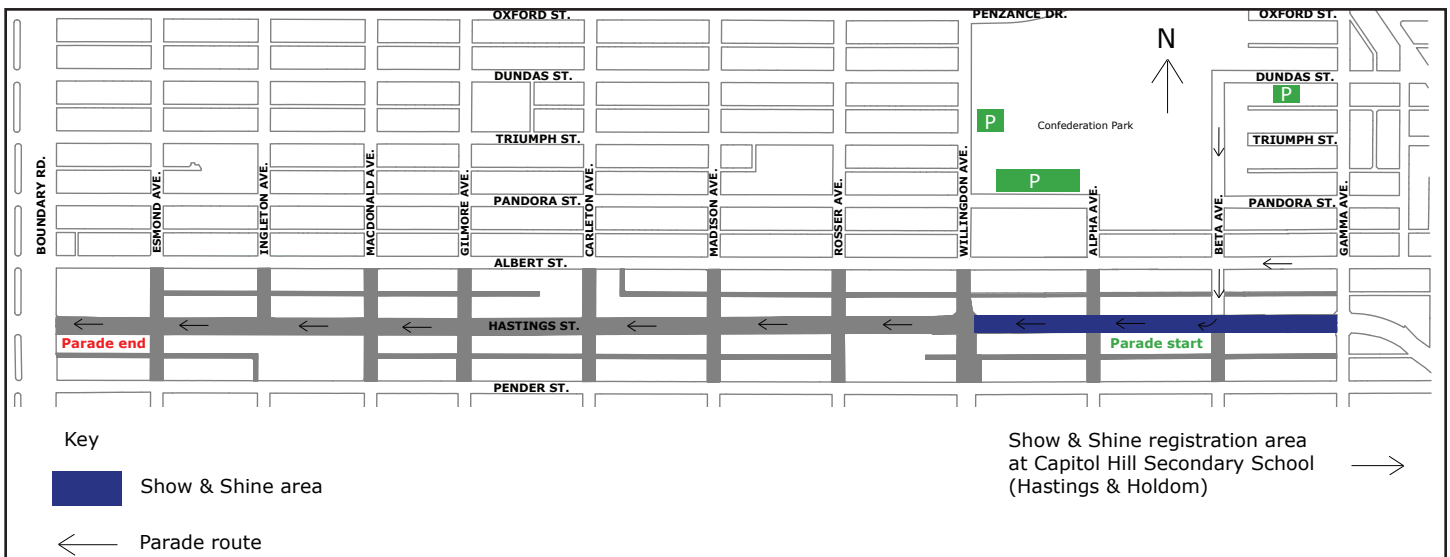 OXFORD ST.
PENZANCE DR.
OXFORD ST.
N
DUNDAS ST.
DUNDAS ST.
P
P
Confederation Park
TRIUMPH ST.
TRIUMPH ST.
P
BOUNDARY RD.
ESMOND AVE.
INGLETON AVE.
MACDONALD AVE.
GILMORE AVE.
CARLETON AVE.
MADISON AVE.
ROSSER AVE.
WILLINGDON AVE.
ALPHA AVE.
BETA AVE.
GAMMA AVE.
PANDORA ST.
PANDORA ST.
ALBERT ST.
HASTINGS ST.
Parade end
Parade start
PENDER ST.
Key
Show & Shine area
Parade route
Show & Shine registration area
at Capitol Hill Secondary School
(Hastings & Holdom)